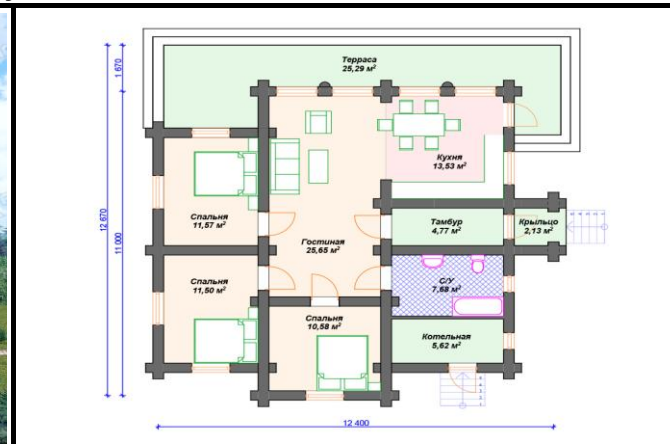 Терраса
25,29 м²
1 670
Кухня
13,53 м²
Спальня
11,57 м²
Тамбур
4,77 м²
Крыльцо
2,13 м²
12 670
11 000
Гостиная
25,65 м²
Спальня
11,50 м²
С/У
7,68 м²
Спальня
10,58 м²
Котельная
5,62 м²
12 400